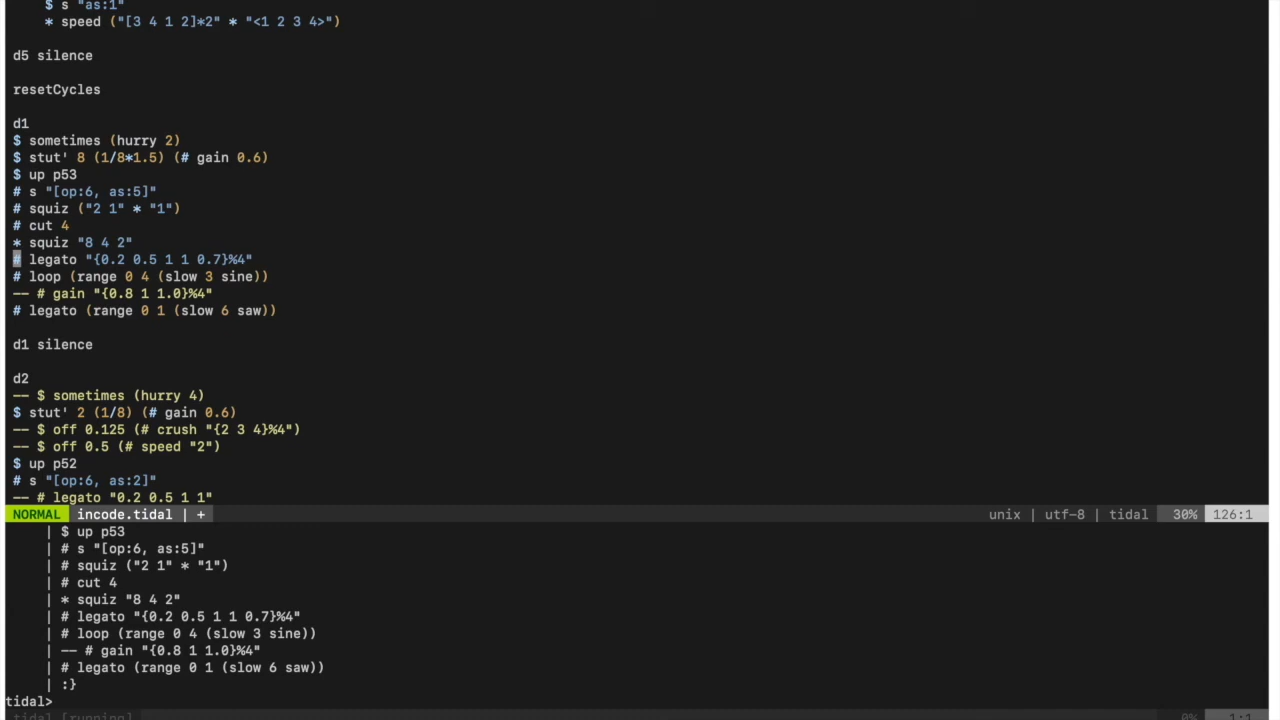 $ s "as:1"
* speed ("[3 4 1 2]*2" * "<1 2 3 4>")
d5 silence
resetCycles
d1
$ sometimes (hurry 2)
$ stut' 8 (1/8*1.5) (# gain 0.6)
$ up p53
# s "[op:6, as:5]"
# squiz ("2 1" * "1")
# cut 4
* squiz "8 4 2"
# legato "{0.2 0.5 1 1 0.7}%4"
# loop (range 0 4 (slow 3 sine))
-- # gain "{0.8 1 1.0}%4"
# legato (range 0 1 (slow 6 saw))
d1 silence
d2
-- $ sometimes (hurry 4)
$ stut' 2 (1/8) (# gain 0.6)
-- $ off 0.125 (# crush "{2 3 4}%4")
-- $ off 0.5 (# speed "2")
$ up p52
# s "[op:6, as:2]"
-- # legato "0.2 0.5 1 1"
NORMAL incode.tidal | + unix | utf-8 | tidal 30% 126:1
| $ up p53
| # s "[op:6, as:5]"
| # squiz ("2 1" * "1")
| # cut 4
| * squiz "8 4 2"
| # legato "{0.2 0.5 1 1 0.7}%4"
| # loop (range 0 4 (slow 3 sine))
| -- # gain "{0.8 1 1.0}%4"
| # legato (range 0 1 (slow 6 saw))
| :}
tidal>
tidal [running] 0% 1:1